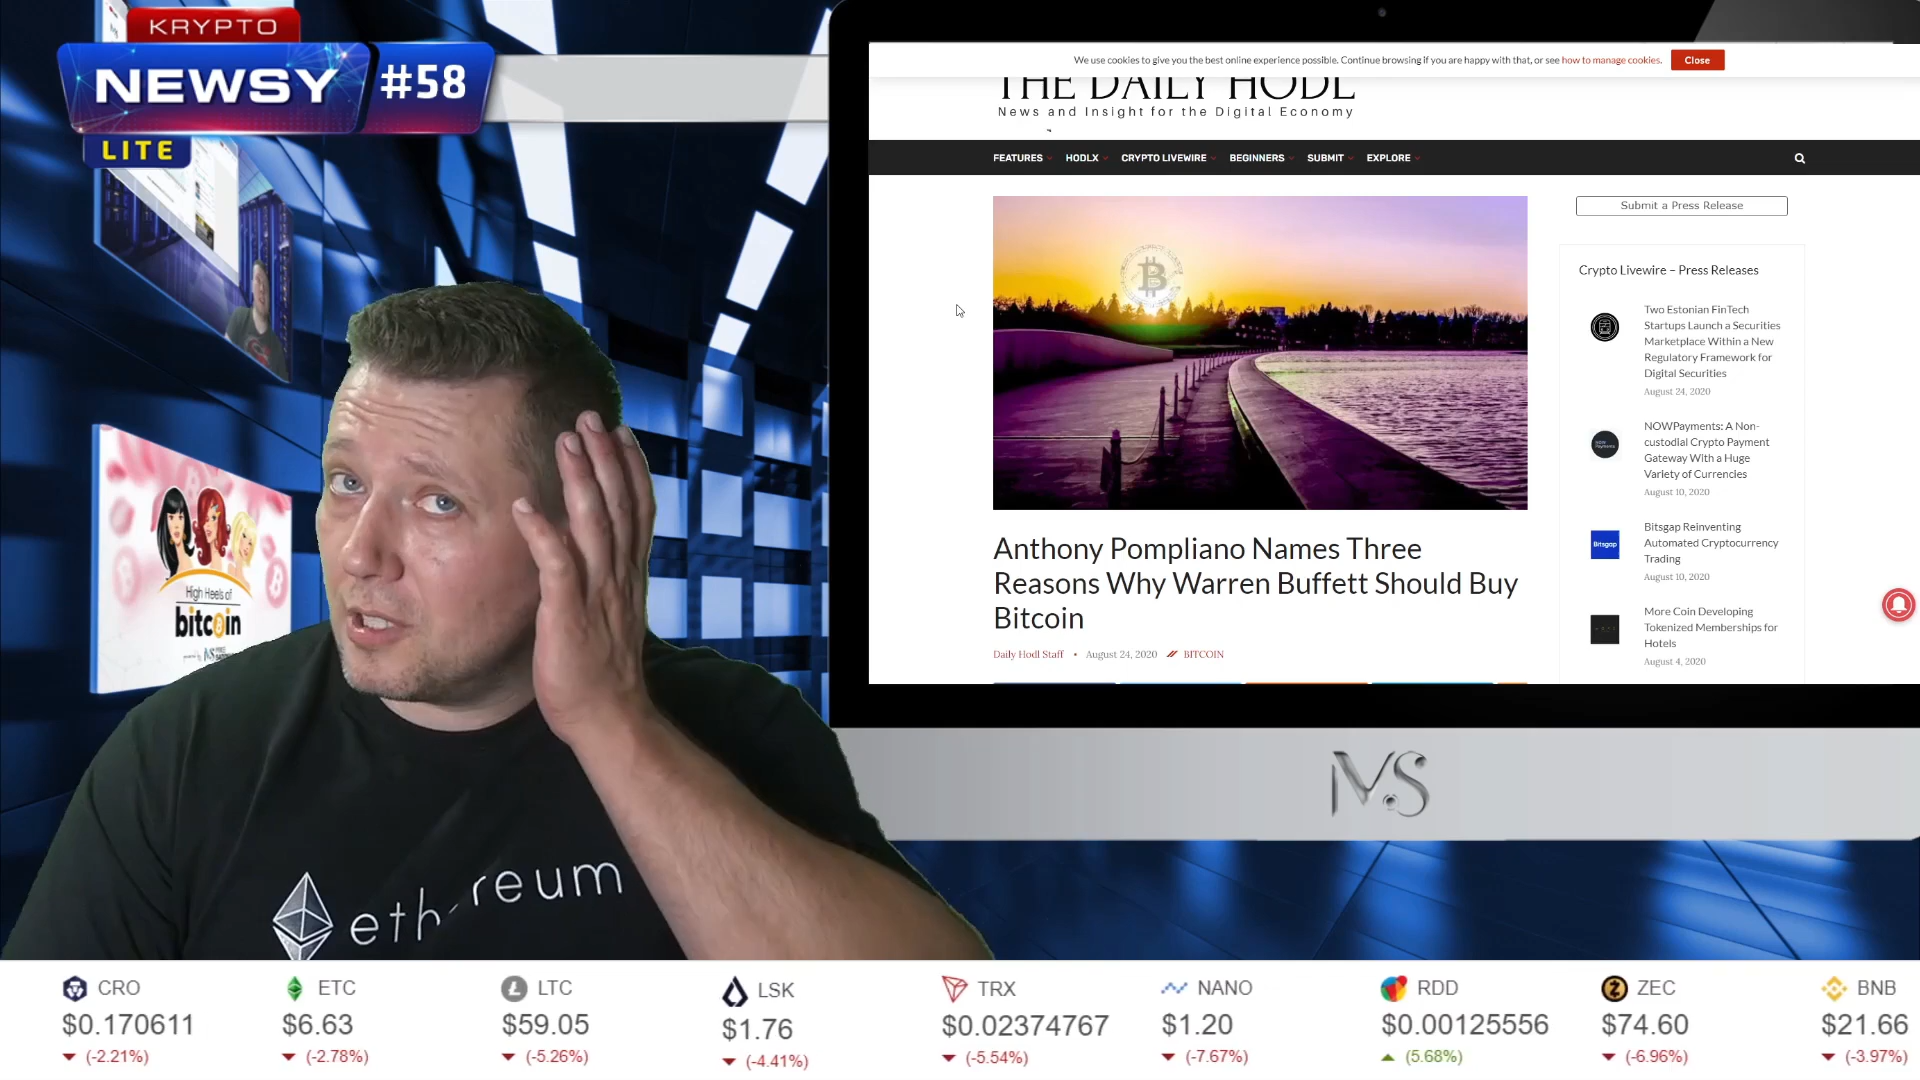 KRYPTO
NEWSY #58
LITE
We use cookies to give you the best online experience possible. Continue browsing if you are happy with that, or see how to manage cookies. Close
THE DAILY HODL
News and Insight for the Digital Economy
FEATURES HODLX CRYPTO LIVEWIRE BEGINNERS SUBMIT EXPLORE
Submit a Press Release
Crypto Livewire – Press Releases
Two Estonian FinTech
Startups Launch a Securities
Marketplace Within a New
Regulatory Framework for
Digital Securities
August 24, 2020
NOWPayments: A Non-
custodial Crypto Payment
Gateway With a Huge
Variety of Currencies
August 10, 2020
Bitsgap
Bitsgap Reinventing
Automated Cryptocurrency
Trading
August 10, 2020
More Coin Developing
Tokenized Memberships for
Hotels
August 4, 2020
Anthony Pompliano Names Three
Reasons Why Warren Buffett Should Buy
Bitcoin
Daily Hodl Staff • August 24, 2020 BITCOIN
High Heels of
bitcoin
MS
eth reum
CRO ETC LTC LSK TRX NANO RDD ZEC BNB
$0.170611 $6.63 $59.05 $1.76 $0.02374767 $1.20 $0.00125556 $74.60 $21.66
(-2.21%) (-2.78%) (-5.26%) (-4.41%) (-5.54%) (-7.67%) (5.68%) (-6.96%) (-3.97%)